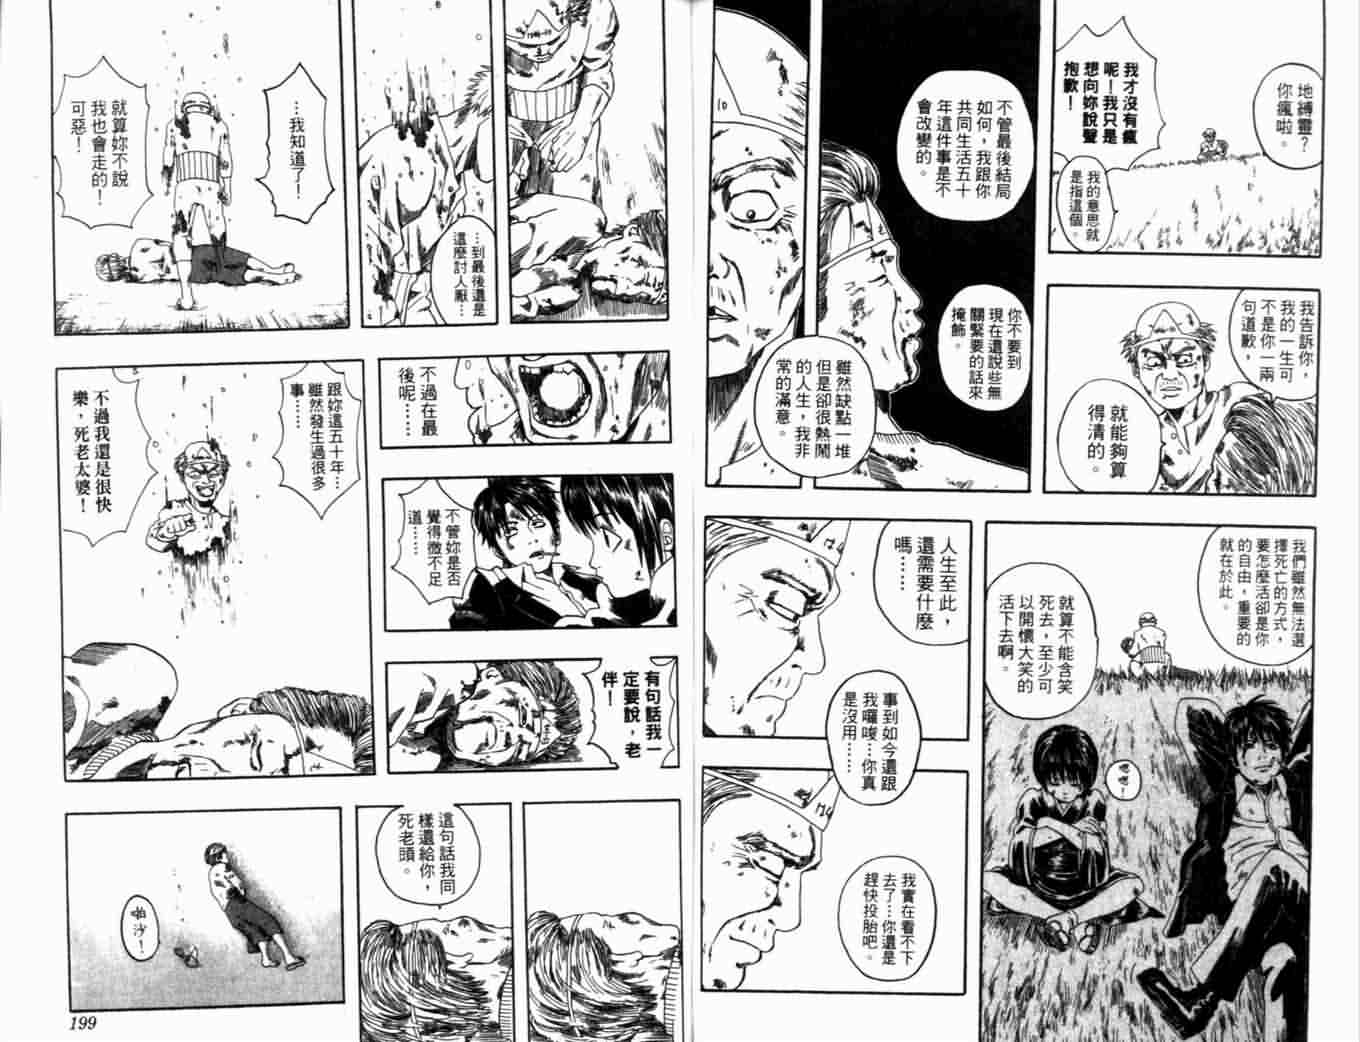 地縛靈？
你瘋啦。
我才沒有瘋
呢！我只是
想向妳說聲
抱歉！
我的意思就
是指這個。
我告訴你，
我的一生可
不是你一兩
句道歉，
就能夠算
得清的。
不管最後結局
如何，我跟你
共同生活五十
年這件事是不
會改變的。
你不要到
現在還說些無
關緊要的話來
掩飾。
雖然缺點一堆
但是卻很熱鬧
的人生，我非
常的滿意。
我們雖然無法選
擇死亡的方式，
要怎麼活卻是你
的自由，重要的
就在於此。
就算不能含笑
死去，至少可
以開懷大笑的
活下去啊。
嗯嗯！
人生至此，
還需要什麼
嗎……
事到如今還跟
我囉唆…你真
是沒用……
我實在看不下
去了…你還是
趕快投胎吧。
…到最後還是
這麼討人厭…
…我知道了！
就算妳不說
我也會走的！
可惡！
不過在最
後呢……
不管妳是否
覺得微不足
道……
有句話我一
定要說，老
伴！
跟妳這五十年…
雖然發生過很多
事……
不過我還是很快
樂，死老太婆！
這句話我同
樣還給你，
死老頭。
啪沙！
199